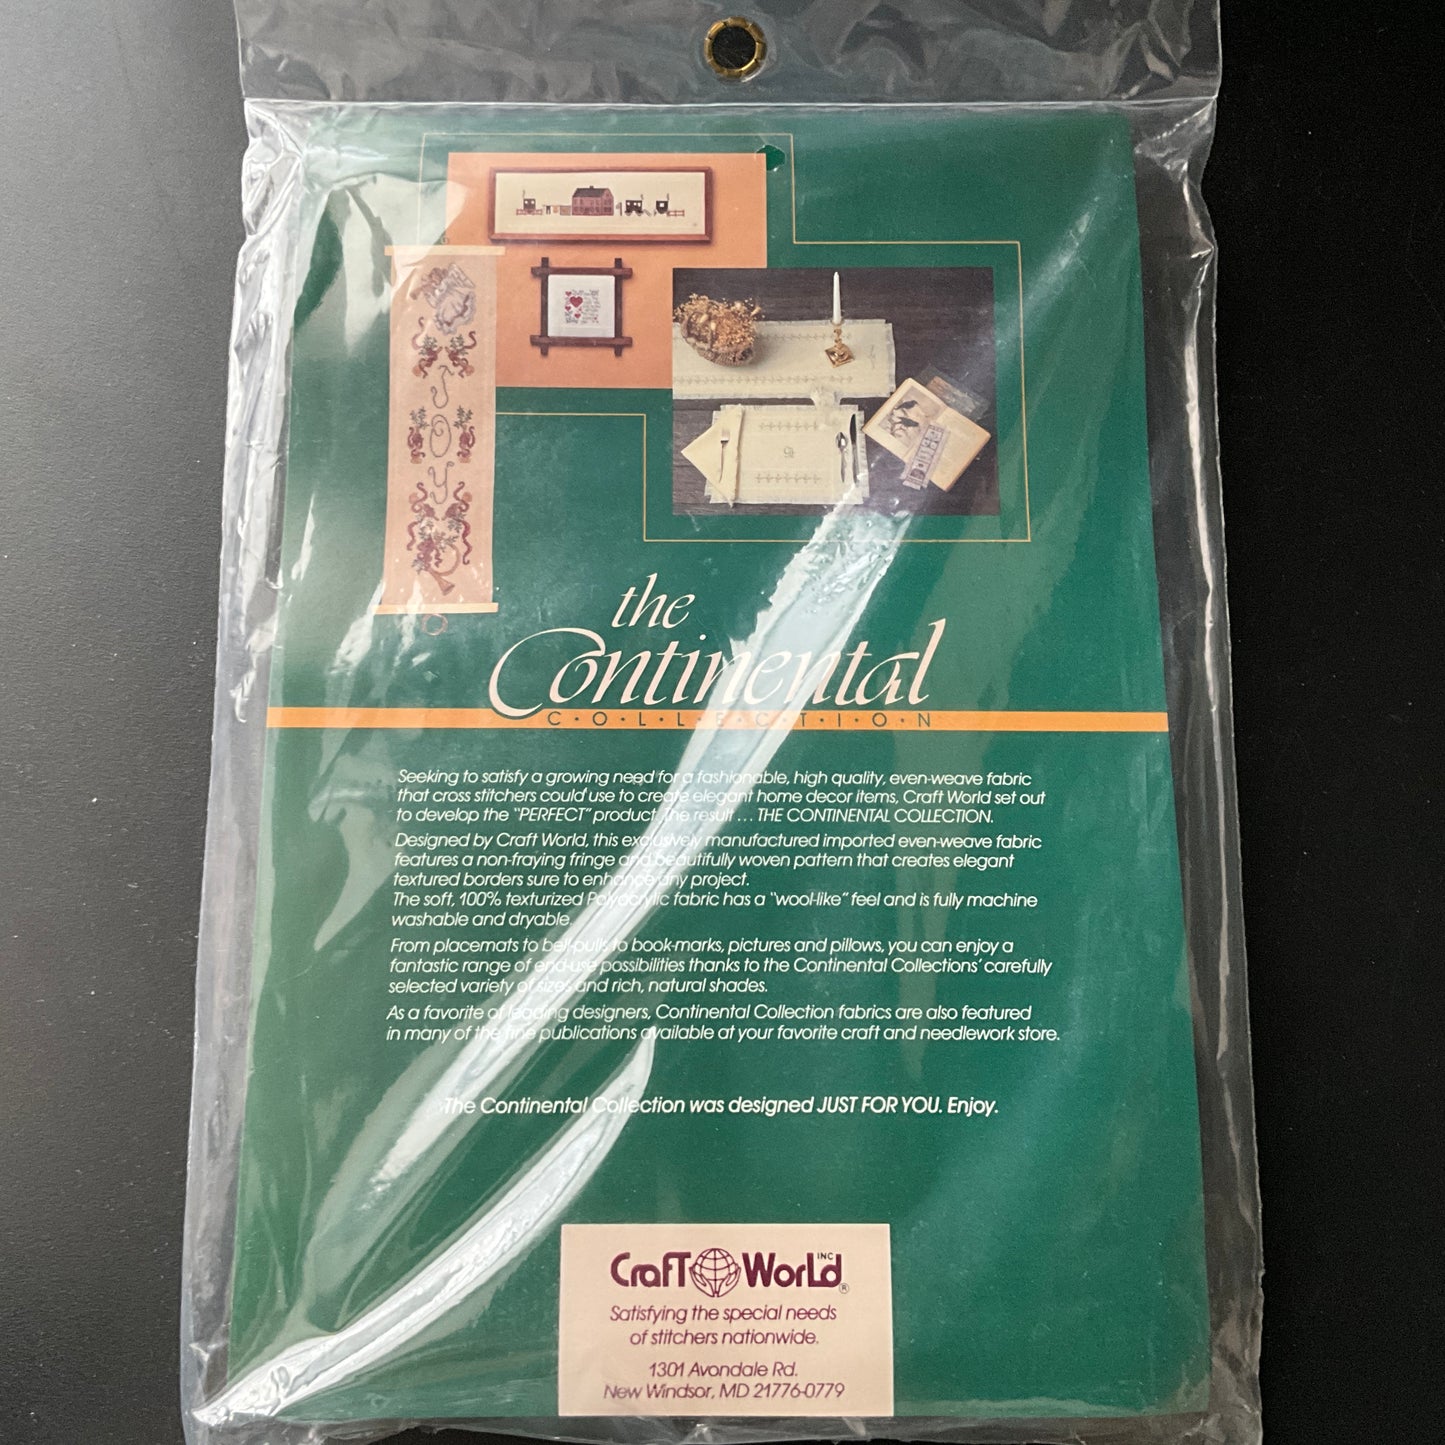 JOY
the
Continental
C·O·L·L·E·C·T·I·O·N
Seeking to satisfy a growing need for a fashionable, high quality, even-weave fabric
that cross stitchers could use to create elegant home decor items, Craft World set out
to develop the "PERFECT" product. The result ... THE CONTINENTAL COLLECTION.
Designed by Craft World, this exclusively manufactured imported even-weave fabric
features a non-fraying fringe and beautifully woven pattern that creates elegant
textured borders sure to enhance any project.
The soft, 100% texturized Polyacrylic fabric has a "wool-like" feel and is fully machine
washable and dryable.
From placemats to bell-pulls to book-marks, pictures and pillows, you can enjoy a
fantastic range of end-use possibilities thanks to the Continental Collections' carefully
selected variety of sizes and rich, natural shades.
As a favorite of leading designers, Continental Collection fabrics are also featured
in many of the fine publications available at your favorite craft and needlework store.
The Continental Collection was designed JUST FOR YOU. Enjoy.
CrafT World INC ®
Satisfying the special needs
of stitchers nationwide.
1301 Avondale Rd.
New Windsor, MD 21776-0779